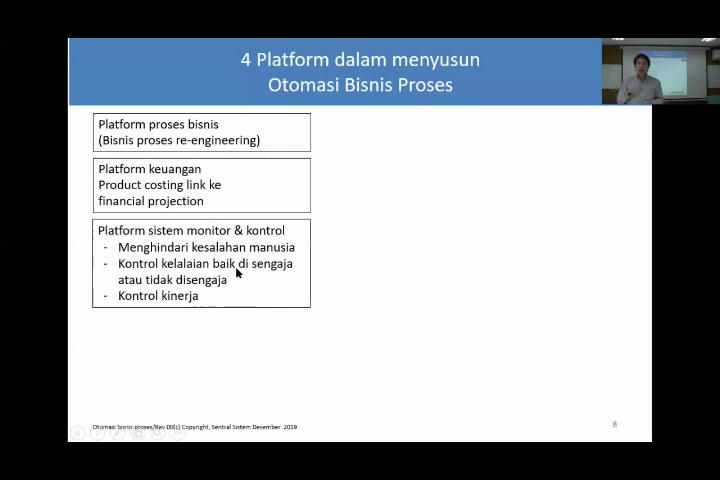 4 Platform dalam menyusun
Otomasi Bisnis Proses
Platform proses bisnis
(Bisnis proses re-engineering)
Platform keuangan
Product costing link ke
financial projection
Platform sistem monitor & kontrol
- Menghindari kesalahan manusia
- Kontrol kelalaian baik di sengaja
atau tidak disengaja
- Kontrol kinerja
Otomasi bisnis proses/Rev 00(c) Copyright, Sentral Sistem Desember 2019
8